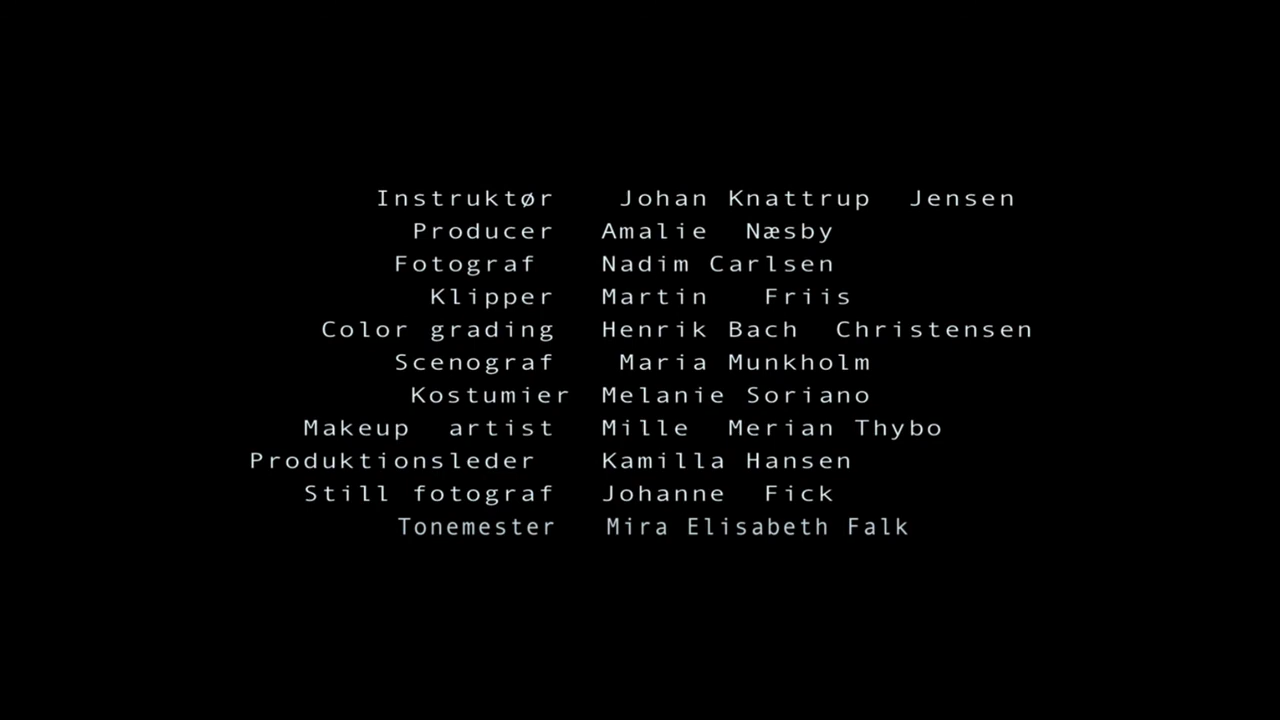 Instruktør Johan Knattrup Jensen
Producer Amalie Næsby
Fotograf Nadim Carlsen
Klipper Martin Friis
Color grading Henrik Bach Christensen
Scenograf Maria Munkholm
Kostumier Melanie Soriano
Makeup artist Mille Merian Thybo
Produktionsleder Kamilla Hansen
Still fotograf Johanne Fick
Tonemester Mira Elisabeth Falk